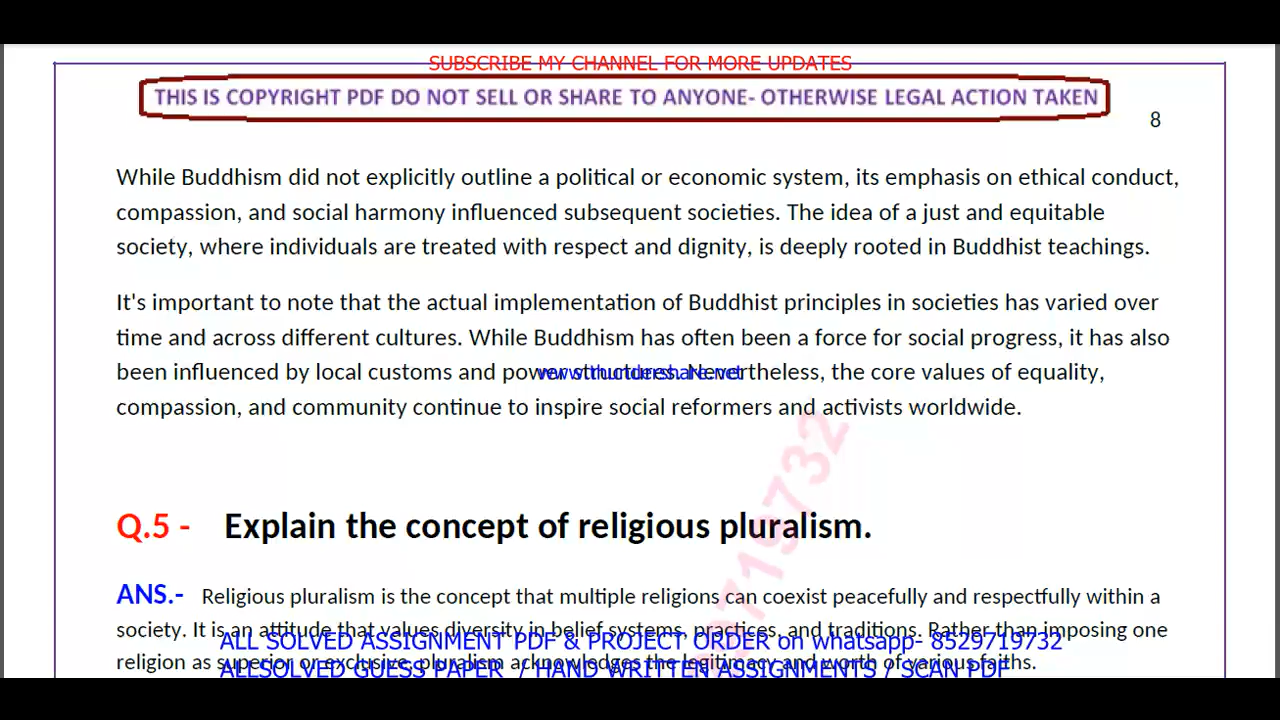 SUBSCRIBE MY CHANNEL FOR MORE UPDATES
THIS IS COPYRIGHT PDF DO NOT SELL OR SHARE TO ANYONE- OTHERWISE LEGAL ACTION TAKEN
8
While Buddhism did not explicitly outline a political or economic system, its emphasis on ethical conduct,
compassion, and social harmony influenced subsequent societies. The idea of a just and equitable
society, where individuals are treated with respect and dignity, is deeply rooted in Buddhist teachings.
It's important to note that the actual implementation of Buddhist principles in societies has varied over
time and across different cultures. While Buddhism has often been a force for social progress, it has also
been influenced by local customs and power structures. Nevertheless, the core values of equality,
www.thundershare.net
compassion, and community continue to inspire social reformers and activists worldwide.
Q.5 - Explain the concept of religious pluralism.
ANS.- Religious pluralism is the concept that multiple religions can coexist peacefully and respectfully within a
society. It is an attitude that values diversity in belief systems, practices, and traditions. Rather than imposing one
ALL SOLVED ASSIGNMENT PDF & PROJECT ORDER on whatsapp- 8529719732
religion as superior or exclusive, pluralism acknowledges the legitimacy and worth of various faiths.
ALLSOLVED GUESS PAPER / HAND WRITTEN ASSIGNMENTS / SCAN PDF